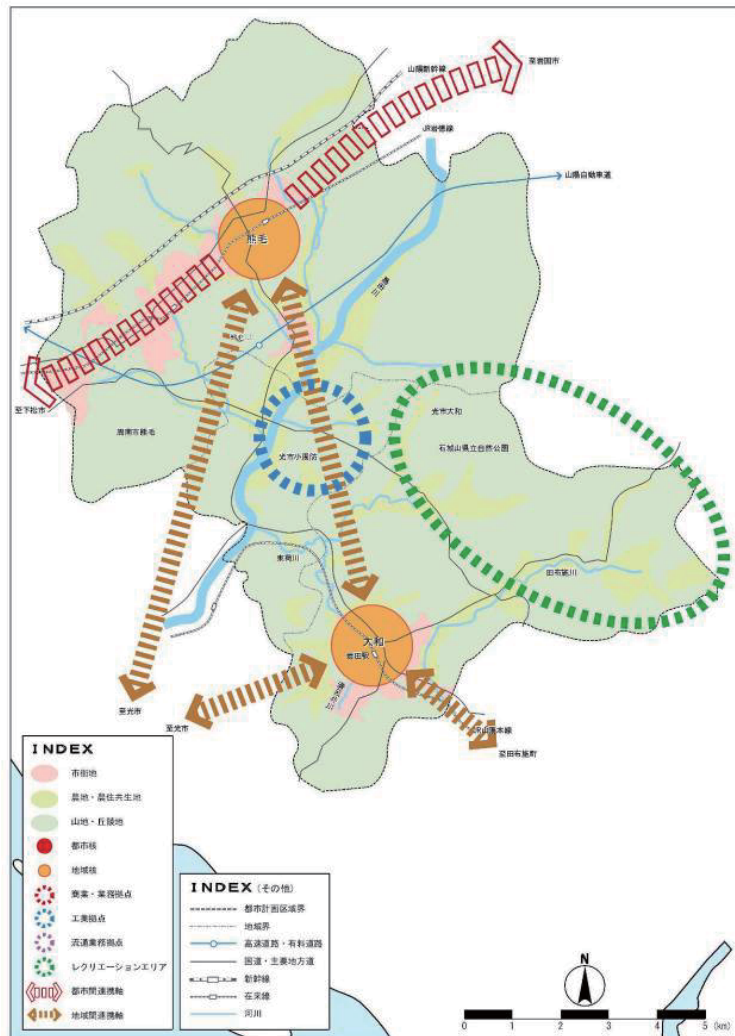 至岩国市
山陽新幹線
JR岩徳線
山陽自動車道
熊毛
島田川
至下松市
周南市熊毛
光市大和
石城山県立自然公園
光市小周防
東荷川
田布施川
大和
岩田駅
至光市
至光市
JR山陽本線
至田布施町
INDEX
市街地
農地・農住共生地
山地・丘陵地
都市核
地域核
商業・業務拠点
工業拠点
流通業務拠点
レクリエーションエリア
都市間連携軸
地域間連携軸
INDEX (その他)
都市計画区域界
地域界
高速道路・有料道路
国道・主要地方道
新幹線
在来線
河川
N
0 1 2 3 4 5 (km)